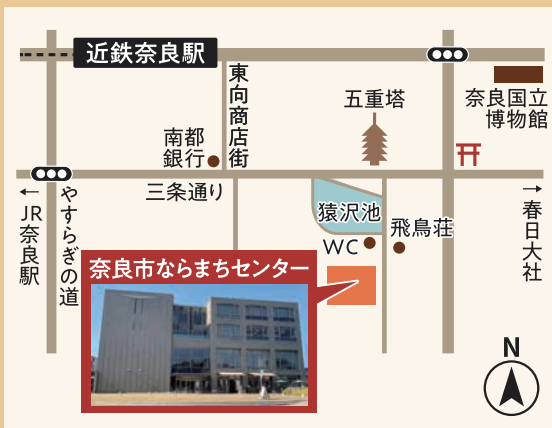 近鉄奈良駅
東向商店街
五重塔
奈良国立
博物館
南都
銀行
三条通り
←
JR奈良駅
やすらぎの道
猿沢池
飛鳥荘
WC
→
春日大社
奈良市ならまちセンター
N